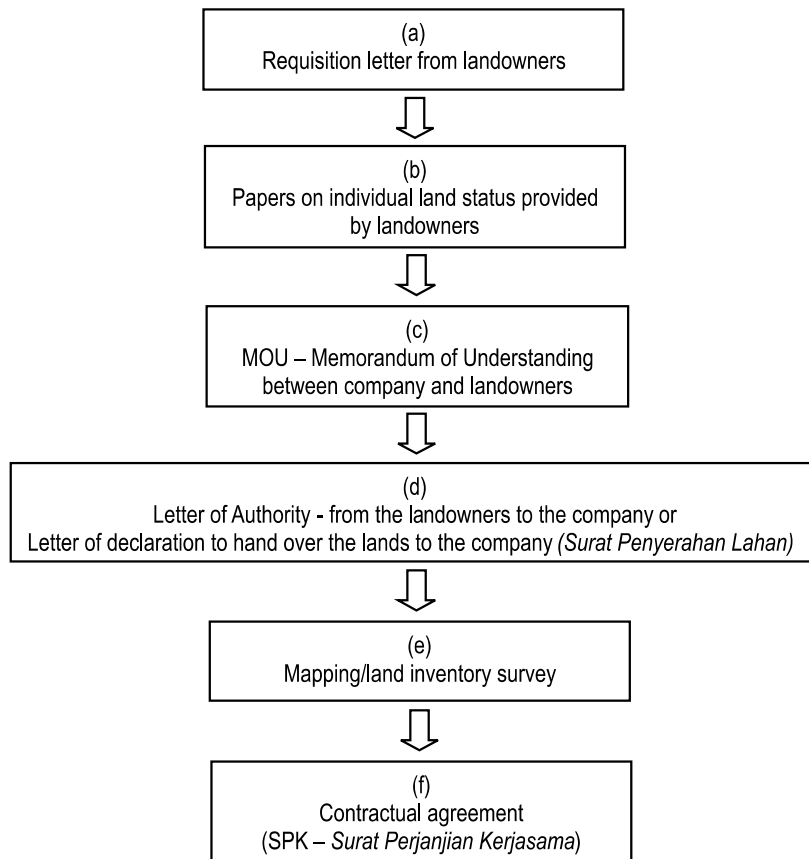 (a)
Requisition letter from landowners
(b)
Papers on individual land status provided
by landowners
(c)
MOU – Memorandum of Understanding
between company and landowners
(d)
Letter of Authority - from the landowners to the company or
Letter of declaration to hand over the lands to the company (Surat Penyerahan Lahan)
(e)
Mapping/land inventory survey
(f)
Contractual agreement
(SPK – Surat Perjanjian Kerjasama)